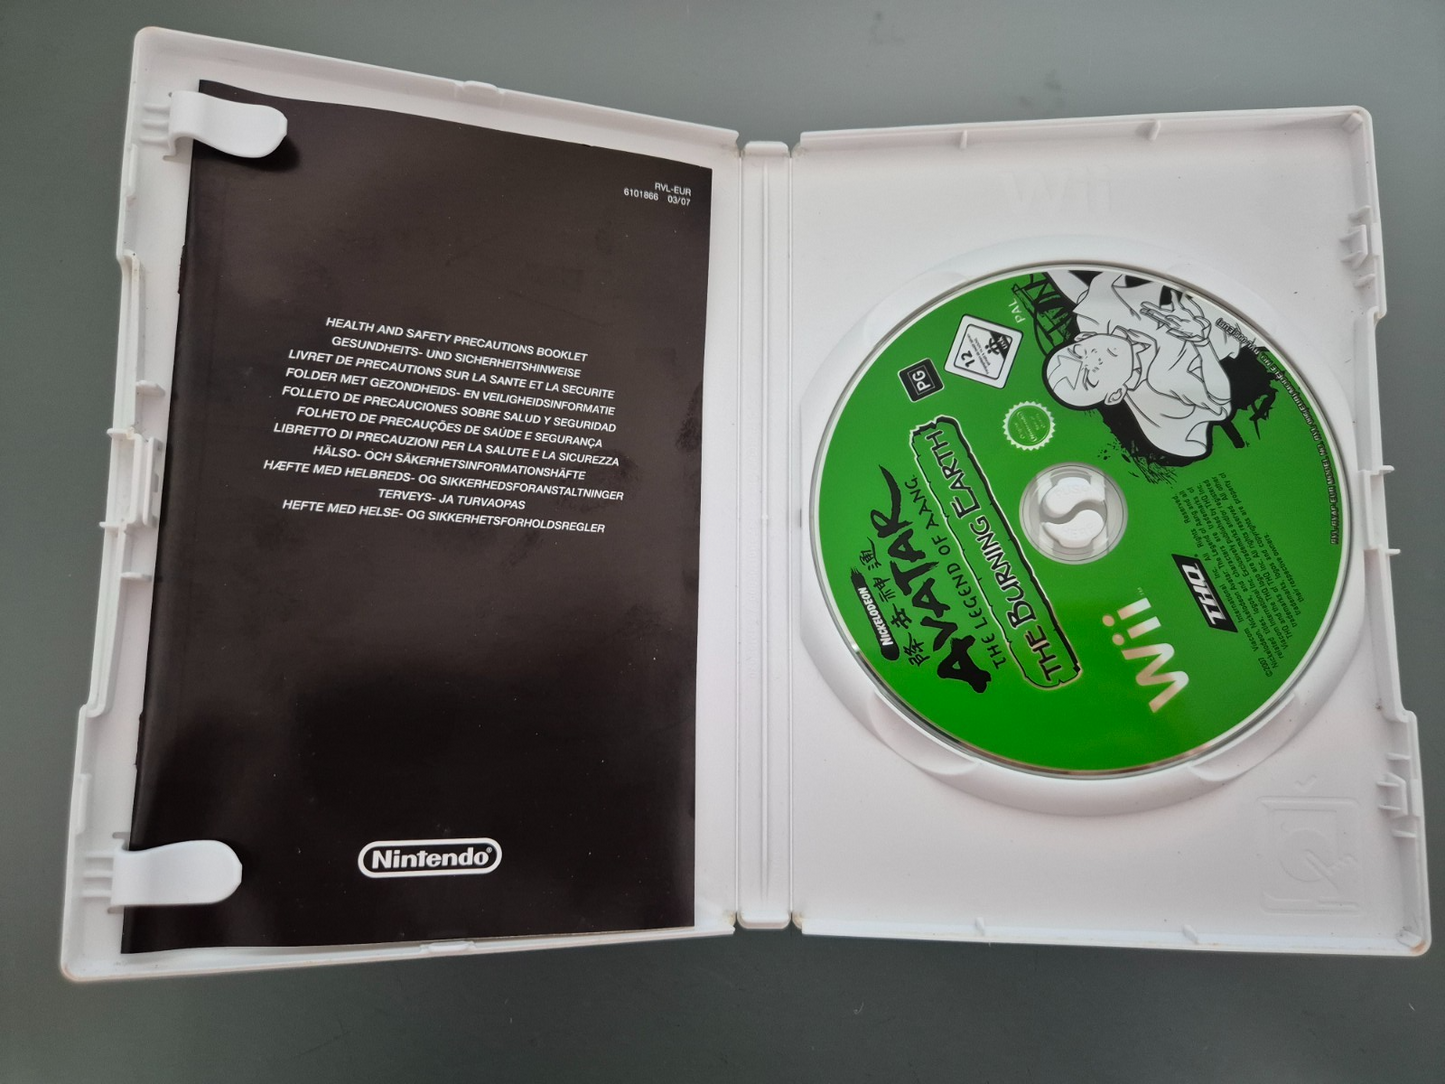 RVL-EUR
6101866 03/07
HEALTH AND SAFETY PRECAUTIONS BOOKLET
GESUNDHEITS- UND SICHERHEITSHINWEISE
LIVRET DE PRECAUTIONS SUR LA SANTE ET LA SECURITE
FOLDER MET GEZONDHEIDS- EN VEILIGHEIDSINFORMATIE
FOLLETO DE PRECAUCIONES SOBRE SALUD Y SEGURIDAD
FOLHETO DE PRECAUÇÕES DE SAÚDE E SEGURANÇA
LIBRETTO DI PRECAUZIONI PER LA SALUTE E LA SICUREZZA
HÄLSO- OCH SÄKERHETSINFORMATIONSHÄFTE
HÆFTE MED HELBREDS- OG SIKKERHEDSFORANSTALTNINGER
TERVEYS- JA TURVAOPAS
HEFTE MED HELSE- OG SIKKERHETSFORHOLDSREGLER
Nintendo
NICKELODEON
AVATAR
THE LEGEND OF AANG
THE BURNING EARTH
PG
12
PAL
Wii
THQ